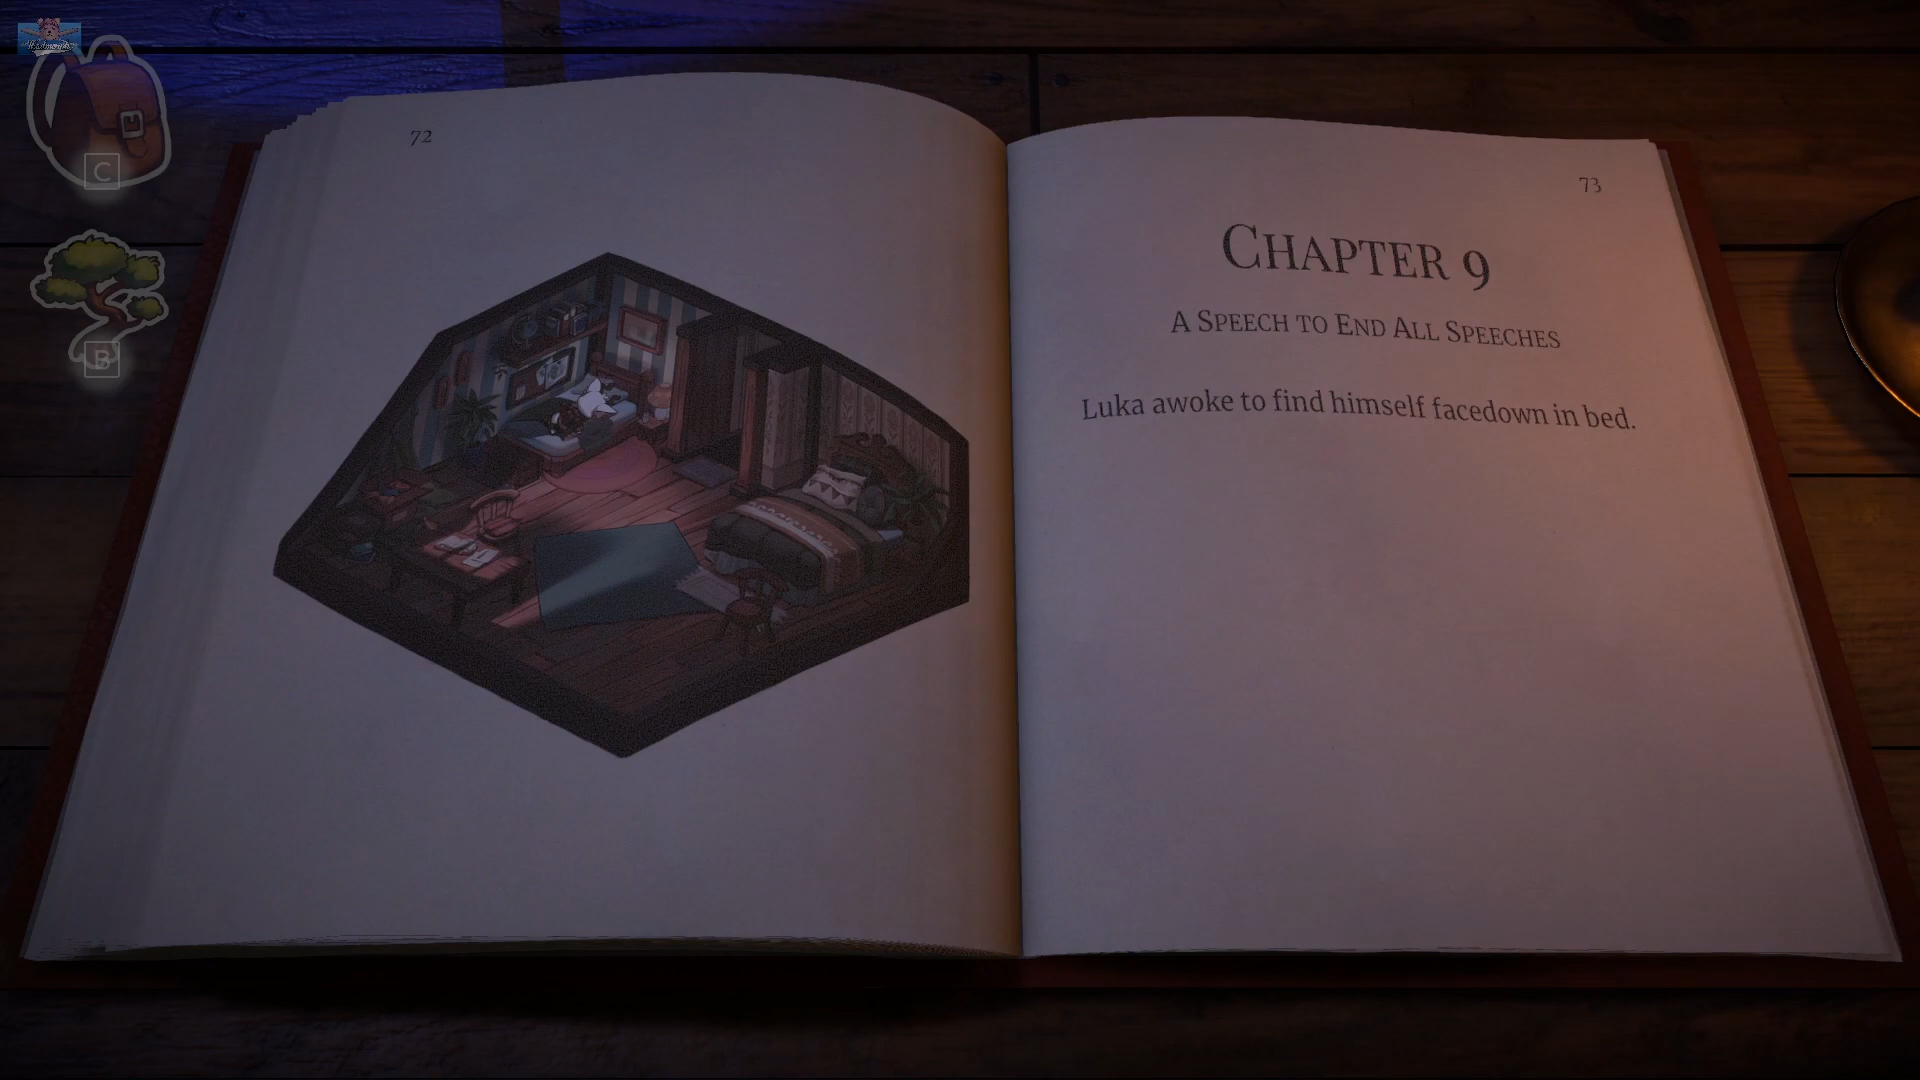 C
B
72
73
Chapter 9
A Speech to End All Speeches
Luka awoke to find himself facedown in bed.